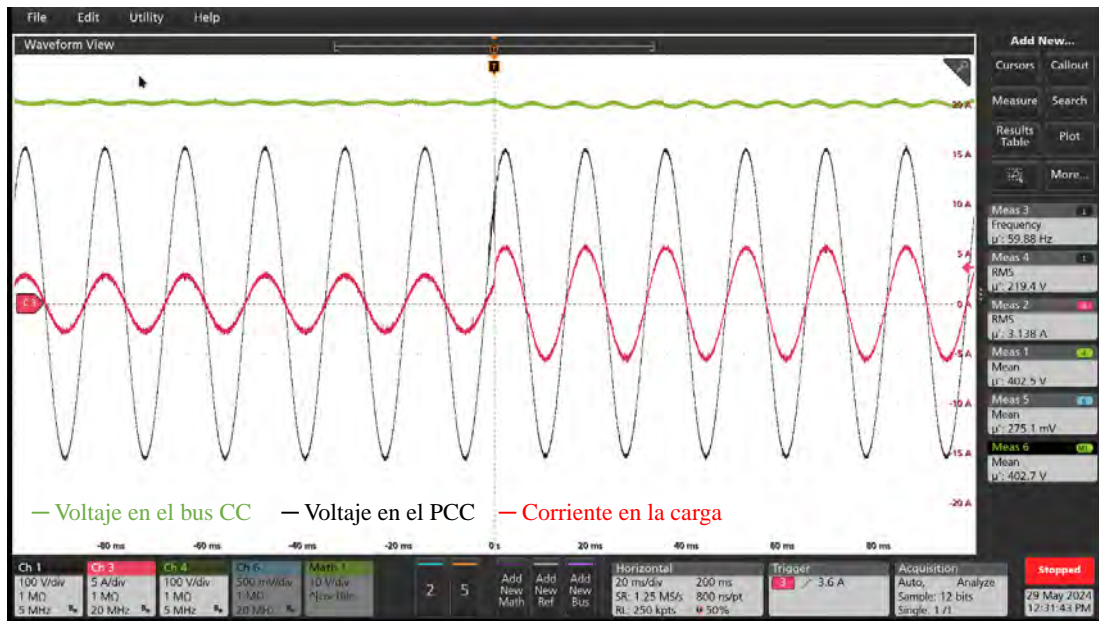 File Edit Utility Help
Waveform View
Add New...
Cursors Callout
Measure Search
Results Table Plot
More...
20 A
15 A
10 A
5 A
0 A
-5 A
-10 A
-15 A
-20 A
C 3
T
Meas 3 1
Frequency
µ': 59.88 Hz
Meas 4 1
RMS
µ': 219.4 V
Meas 2 3
RMS
µ': 3.138 A
Meas 1 4
Mean
µ': 402.5 V
Meas 5 6
Mean
µ': 275.1 mV
Meas 6 M1
Mean
µ': 402.7 V
Voltaje en el bus CC Voltaje en el PCC Corriente en la carga
-80 ms -60 ms -40 ms -20 ms 0 s 20 ms 40 ms 60 ms 80 ms
Ch 1
100 V/div
1 MΩ
5 MHz
Ch 3
5 A/div
1 MΩ
20 MHz
Ch 4
100 V/div
1 MΩ
5 MHz
Ch 6
500 mV/div
1 MΩ
20 MHz
Math 1
10 V/div
2 5
Add New Math
Add New Ref
Add New Bus
Horizontal
20 ms/div 200 ms
SR: 1.25 MS/s 800 ns/pt
RL: 250 kpts 50%
Trigger
3 3.6 A
Acquisition
Auto, Analyze
Sample: 12 bits
Single: 1 /1
Stopped
29 May 2024
12:31:43 PM